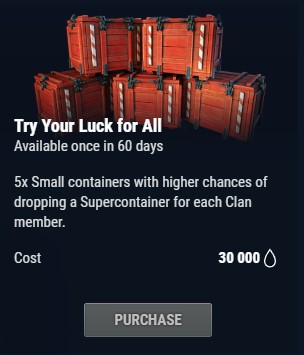 Try Your Luck for All
Available once in 60 days
5x Small containers with higher chances of
dropping a Supercontainer for each Clan
member.
Cost 30 000
PURCHASE